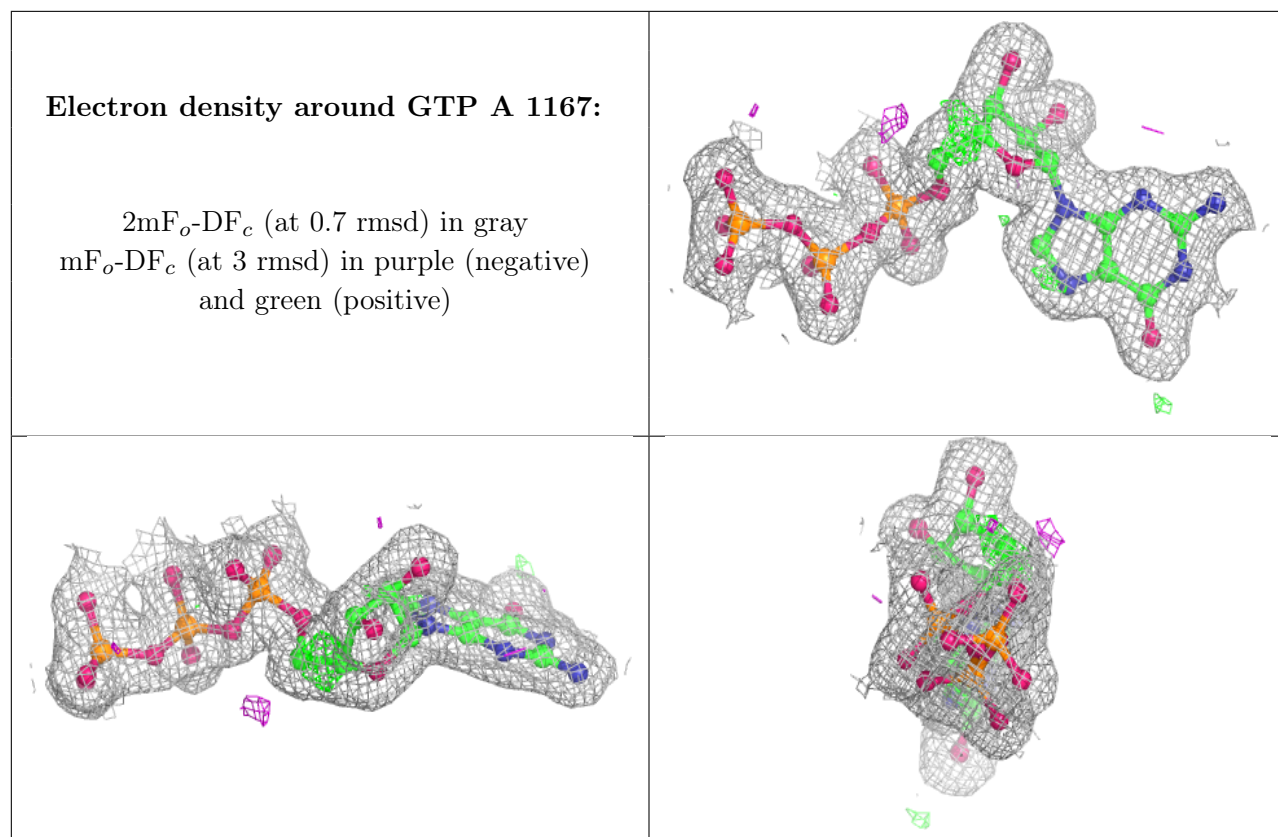 Electron density around GTP A 1167:
2mFo-DFc (at 0.7 rmsd) in gray
mFo-DFc (at 3 rmsd) in purple (negative)
and green (positive)